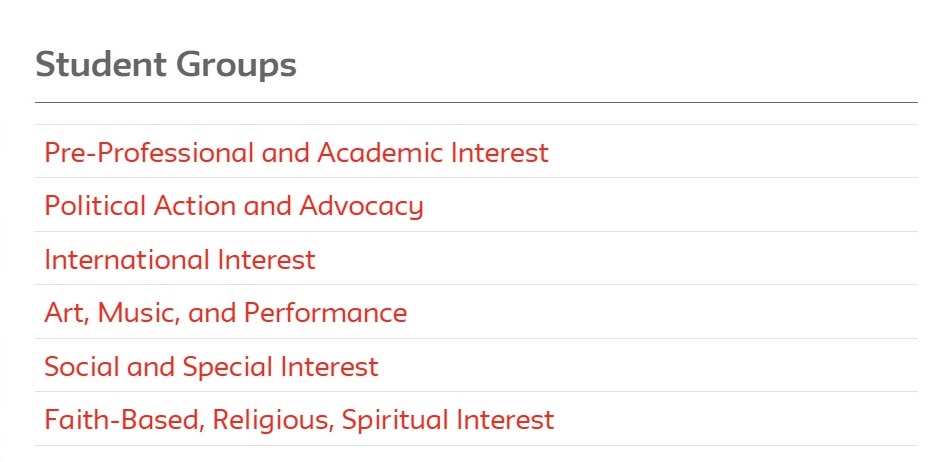 Student Groups
Pre-Professional and Academic Interest
Political Action and Advocacy
International Interest
Art, Music, and Performance
Social and Special Interest
Faith-Based, Religious, Spiritual Interest